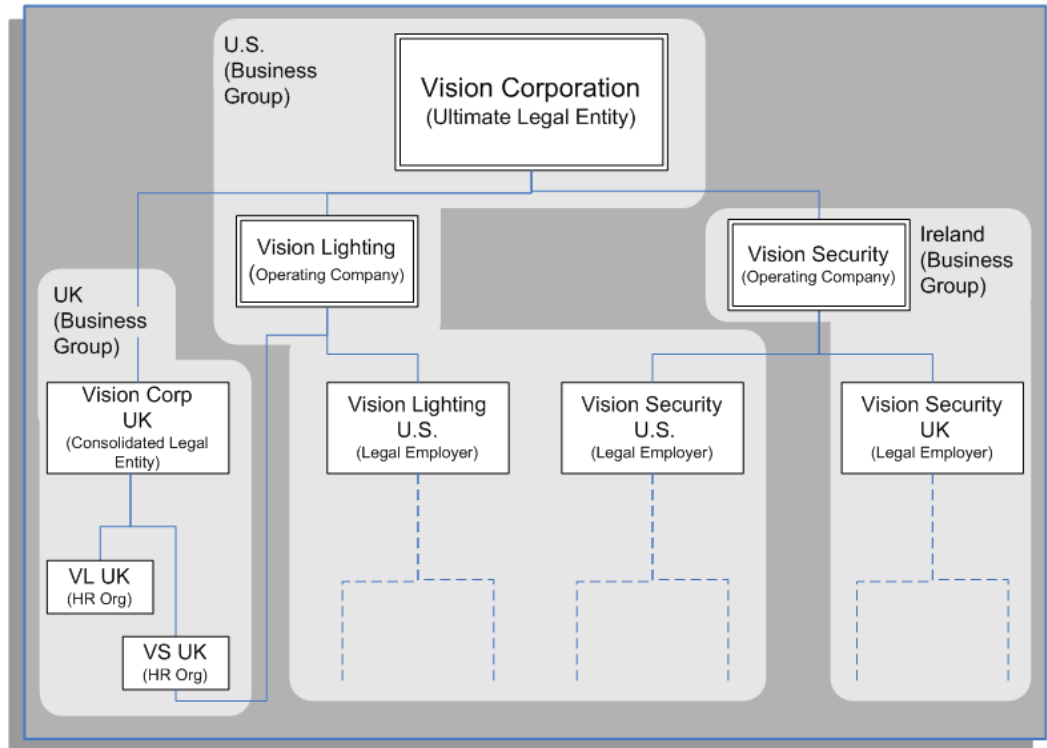 U.S.
(Business
Group)
Vision Corporation
(Ultimate Legal Entity)
Vision Lighting
(Operating Company)
Vision Security
(Operating Company)
Ireland
(Business
Group)
UK
(Business
Group)
Vision Corp
UK
(Consolidated Legal
Entity)
Vision Lighting
U.S.
(Legal Employer)
Vision Security
U.S.
(Legal Employer)
Vision Security
UK
(Legal Employer)
VL UK
(HR Org)
VS UK
(HR Org)